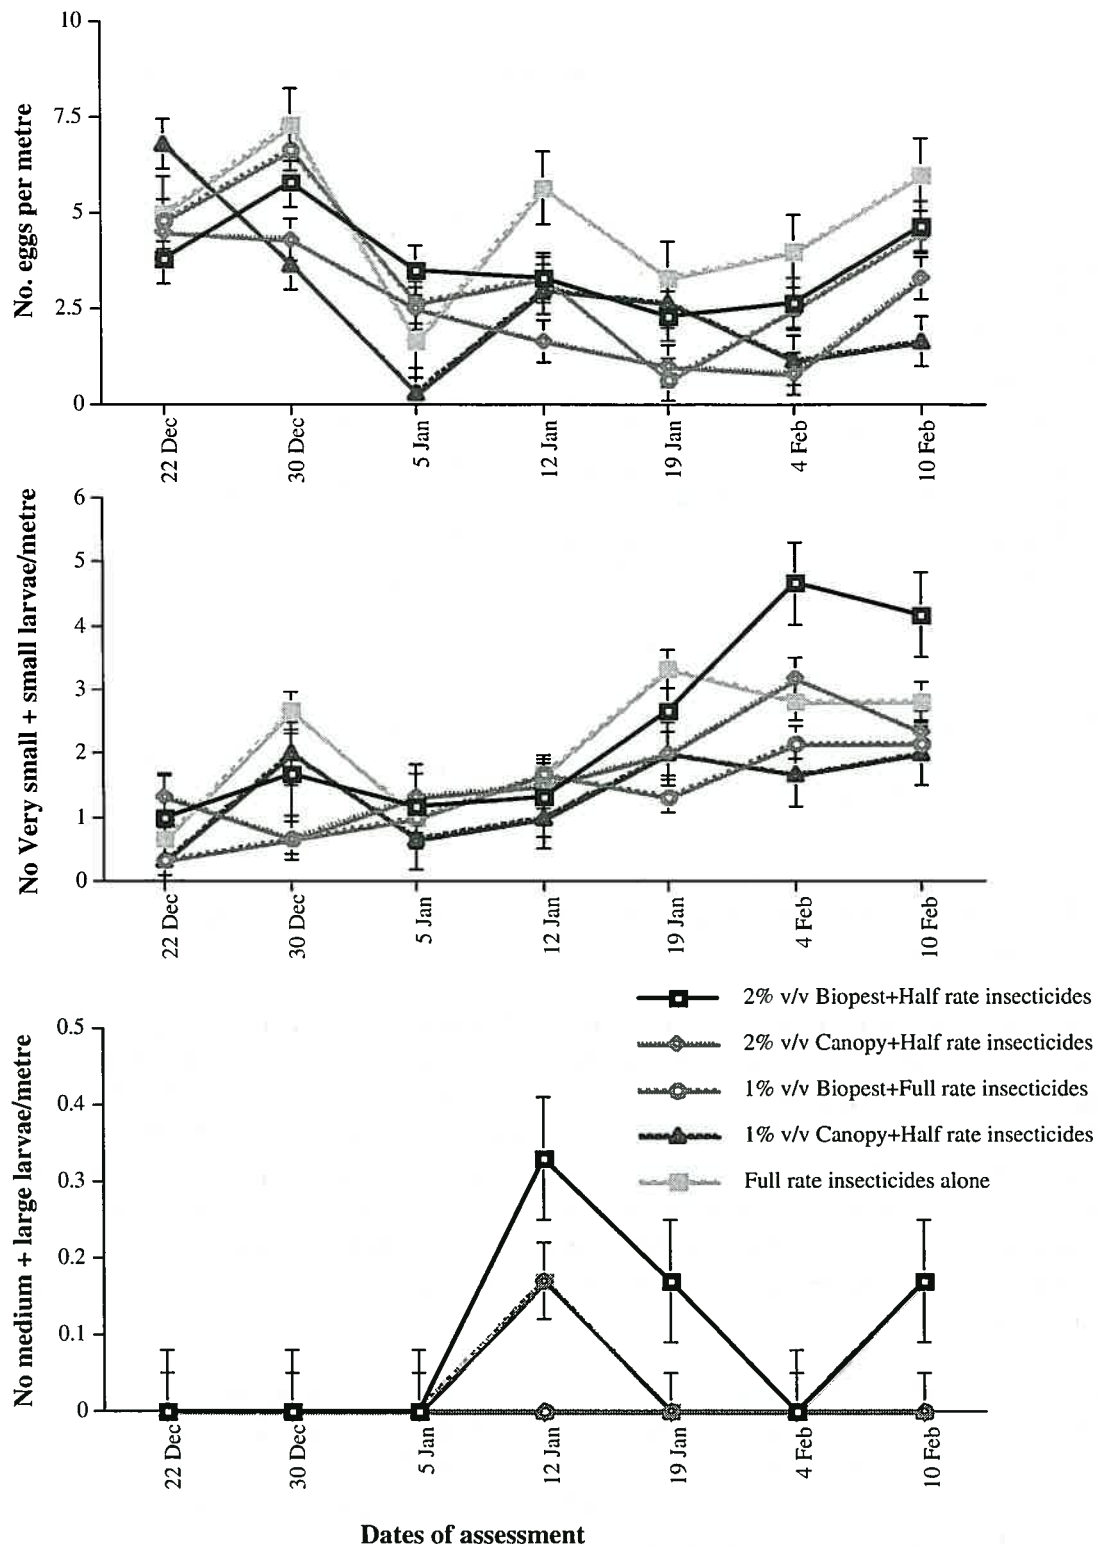 10
7.5
5
2.5
0
No. eggs per metre
22 Dec
30 Dec
5 Jan
12 Jan
19 Jan
4 Feb
10 Feb
6
5
4
3
2
1
0
No Very small + small larvae/metre
22 Dec
30 Dec
5 Jan
12 Jan
19 Jan
4 Feb
10 Feb
2% v/v Biopest+Half rate insecticides
2% v/v Canopy+Half rate insecticides
1% v/v Biopest+Full rate insecticides
1% v/v Canopy+Half rate insecticides
Full rate insecticides alone
0.5
0.4
0.3
0.2
0.1
0
No medium + large larvae/metre
22 Dec
30 Dec
5 Jan
12 Jan
19 Jan
4 Feb
10 Feb
Dates of assessment